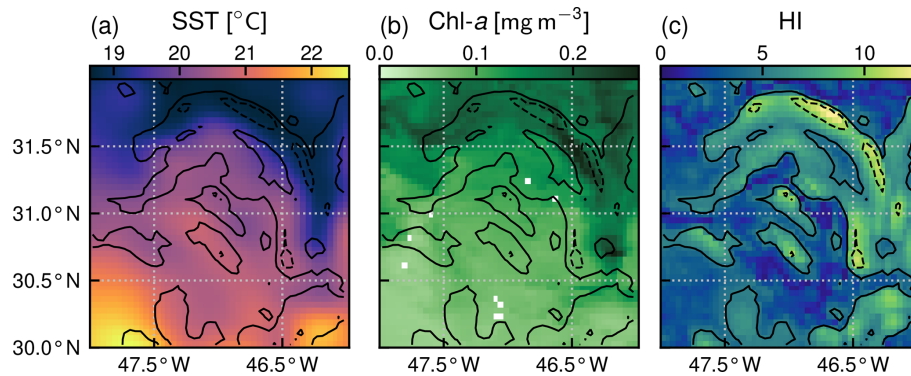 (a) SST [°C] (b) Chl-a [mg m⁻³] (c) HI
19 20 21 22 0.0 0.1 0.2 0 5 10
31.5°N
31.0°N
30.5°N
30.0°N
47.5°W 46.5°W 47.5°W 46.5°W 47.5°W 46.5°W